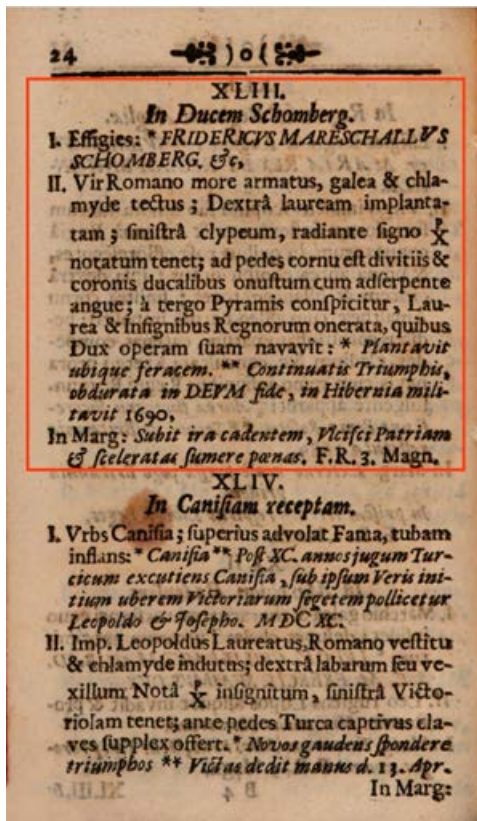 24 )o(
XLIII.
In Ducem Schomberg.
I. Effigies: * FRIDERICVS MARESCHALLVS
SCHOMBERG. &c,
II. Vir Romano more armatus, galea & chla-
myde tectus; Dextrâ lauream implanta-
tam; sinistrâ clypeum, radiante signo ☧
notatum tenet; ad pedes cornu est divitiis &
coronis ducalibus onustum cum adserpente
angue; à tergo Pyramis conspicitur, Lau-
rea & Insignibus Regnorum onerata, quibus
Dux operam suam navavit: * Plantavit
ubique feracem. ** Continuatis Triumphis,
obdurata in DEVM fide, in Hibernia mili-
tavit 1690,
In Marg: Subit ira cadentem, Vlcisci Patriam
& sceleratas sumere pœnas. F.R. 3. Magn.
XLIV.
In Canisiam receptam.
I. Vrbs Canisia; superius advolat Fama, tubam
inflans: * Canisia ** Post XC. annos jugum Tur-
cicum excutiens Canisia, sub ipsum Veris ini-
tium uberem Victoriarum segetem pollicetur
Leopoldo & Josepho. MDC XC.
II. Imp. Leopoldus Laureatus, Romano vestitu
& chlamyde indutus; dextrâ labarum seu ve-
xillum Notâ ☧ insignitum, sinistrâ Victo-
riolam tenet; ante pedes Turca captivus cla-
ves supplex offert. * Novos gaudens spondere
triumphos ** Victas dedit manus d. 13. Apr.
In Marg: